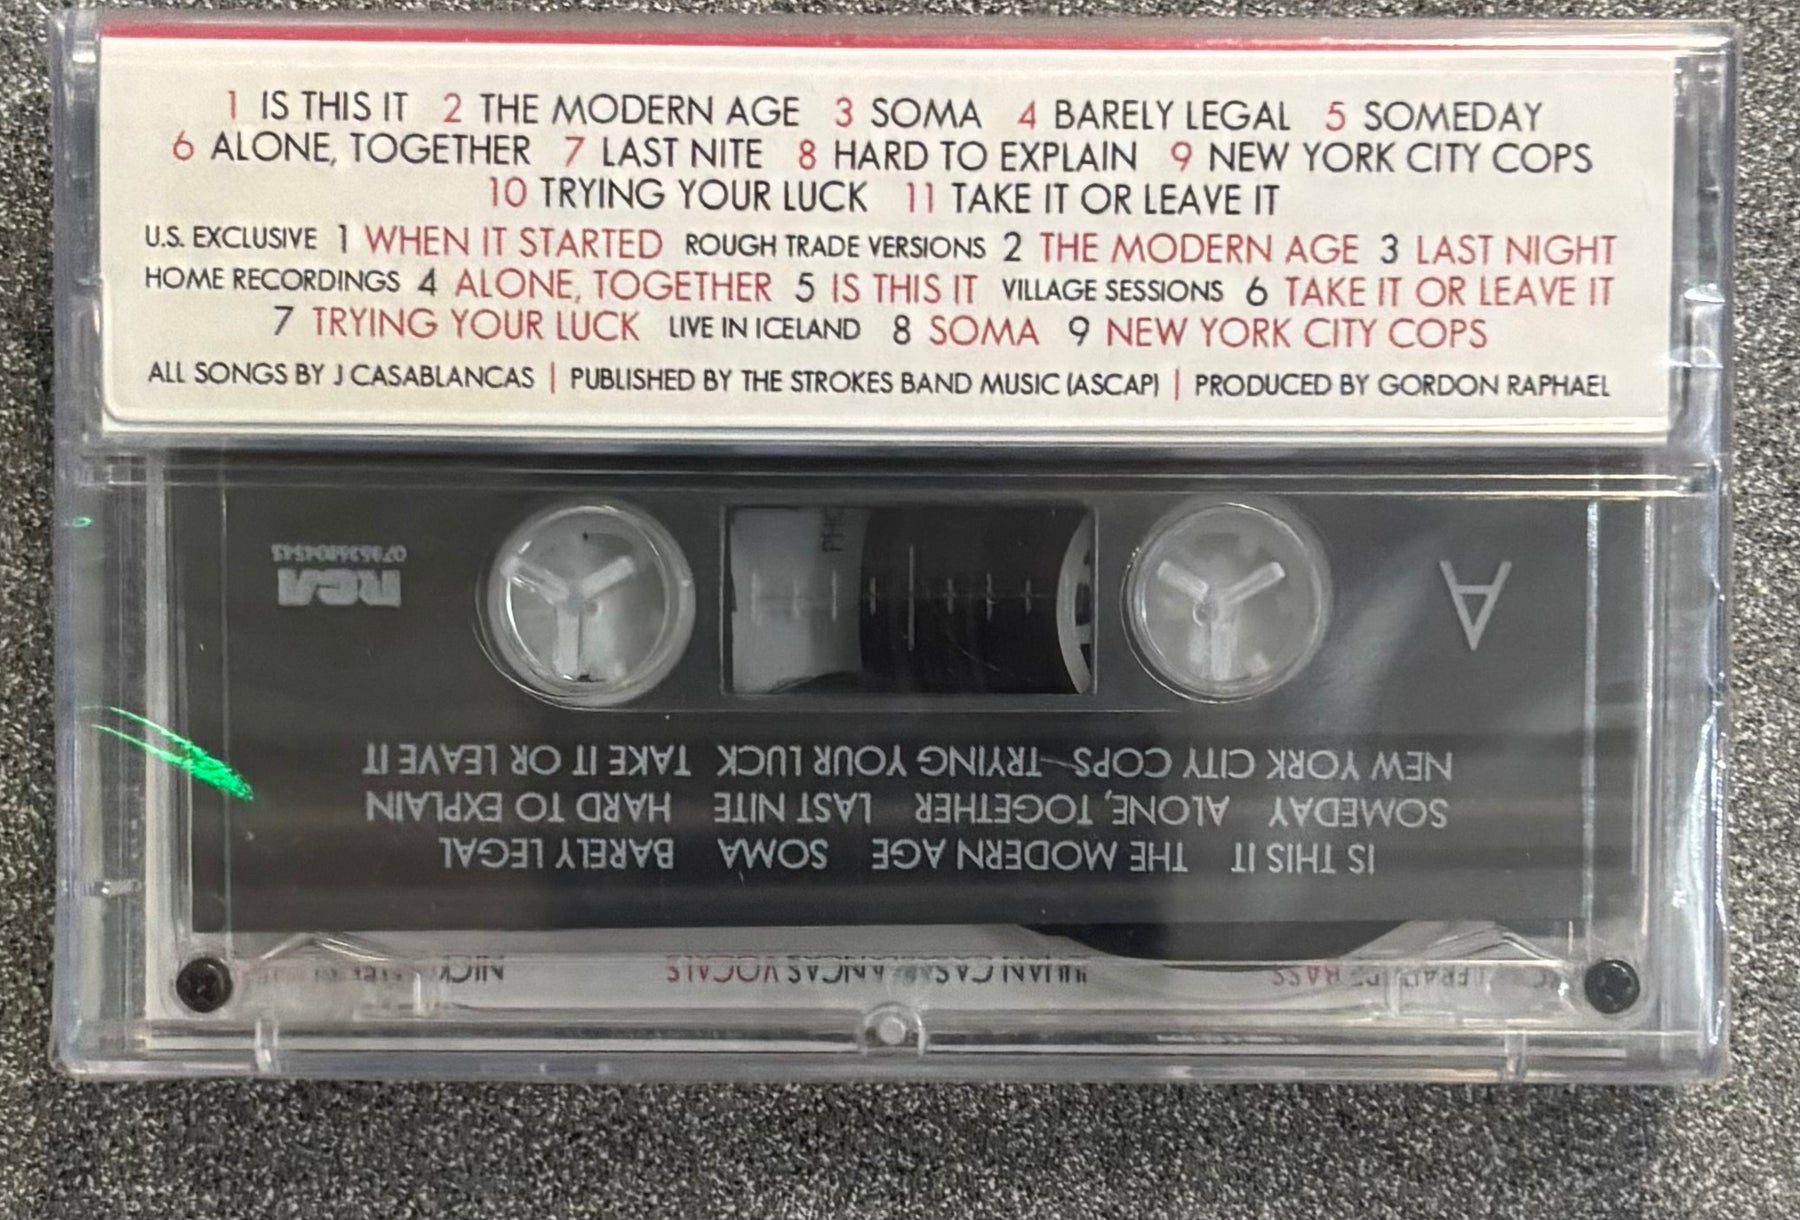 1 IS THIS IT 2 THE MODERN AGE 3 SOMA 4 BARELY LEGAL 5 SOMEDAY
6 ALONE, TOGETHER 7 LAST NITE 8 HARD TO EXPLAIN 9 NEW YORK CITY COPS
10 TRYING YOUR LUCK 11 TAKE IT OR LEAVE IT
U.S. EXCLUSIVE 1 WHEN IT STARTED ROUGH TRADE VERSIONS 2 THE MODERN AGE 3 LAST NIGHT
HOME RECORDINGS 4 ALONE, TOGETHER 5 IS THIS IT VILLAGE SESSIONS 6 TAKE IT OR LEAVE IT
7 TRYING YOUR LUCK LIVE IN ICELAND 8 SOMA 9 NEW YORK CITY COPS
ALL SONGS BY J CASABLANCAS | PUBLISHED BY THE STROKES BAND MUSIC (ASCAP) | PRODUCED BY GORDON RAPHAEL
BASS
CASABLANCAS VOCALS
NICK
IS THIS IT THE MODERN AGE SOMA BARELY LEGAL
SOMEDAY ALONE, TOGETHER LAST NITE HARD TO EXPLAIN
NEW YORK CITY COPS TRYING YOUR LUCK TAKE IT OR LEAVE IT
A
RCA